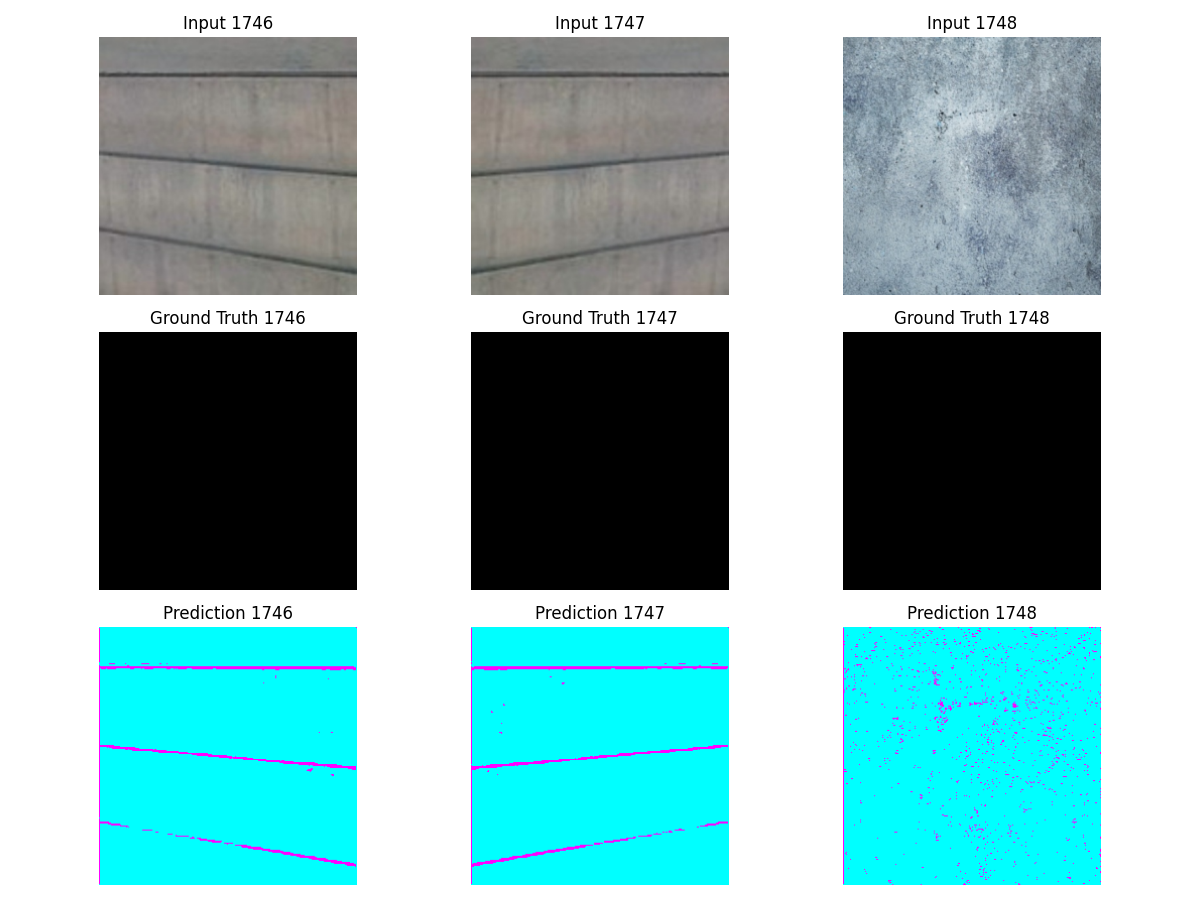 Input 1746
Input 1747
Input 1748
Ground Truth 1746
Ground Truth 1747
Ground Truth 1748
Prediction 1746
Prediction 1747
Prediction 1748